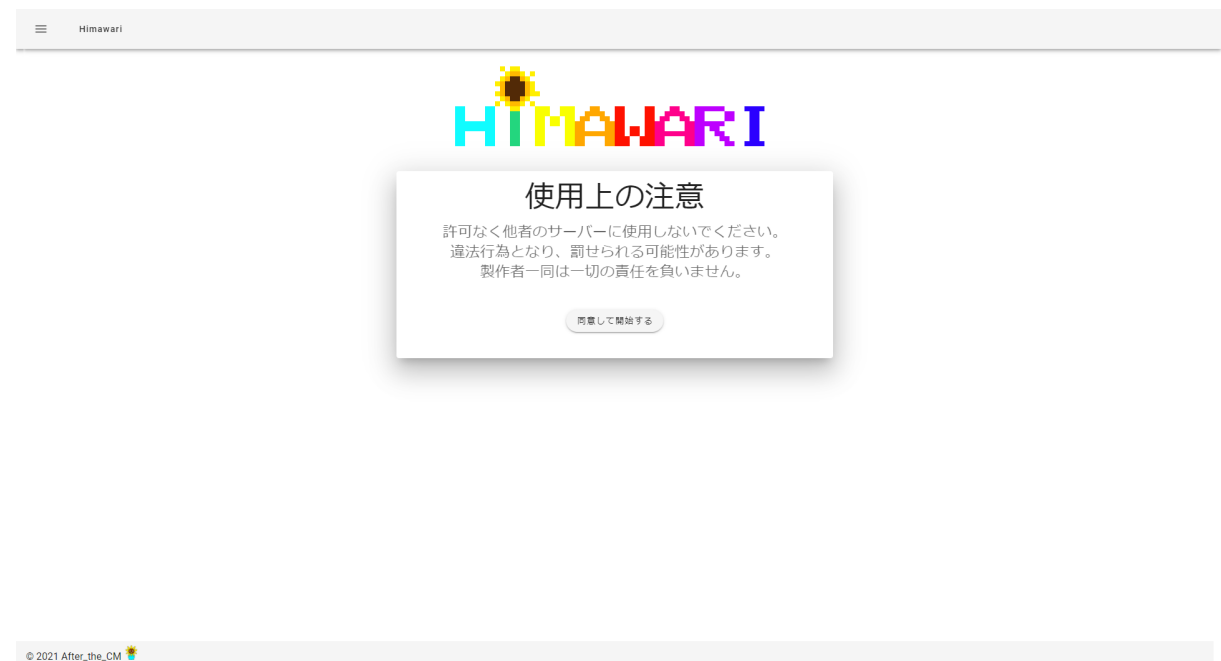 Himawari
HiMAWARI
使用上の注意
許可なく他者のサーバーに使用しないでください。
違法行為となり、罰せられる可能性があります。
製作者一同は一切の責任を負いません。
同意して開始する
© 2021 After_the_CM